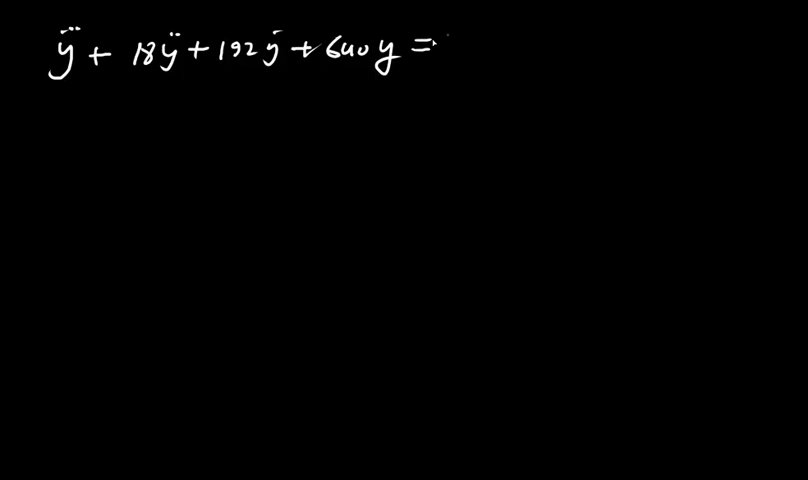 y⃛ + 18ÿ + 192ẏ + 640y =